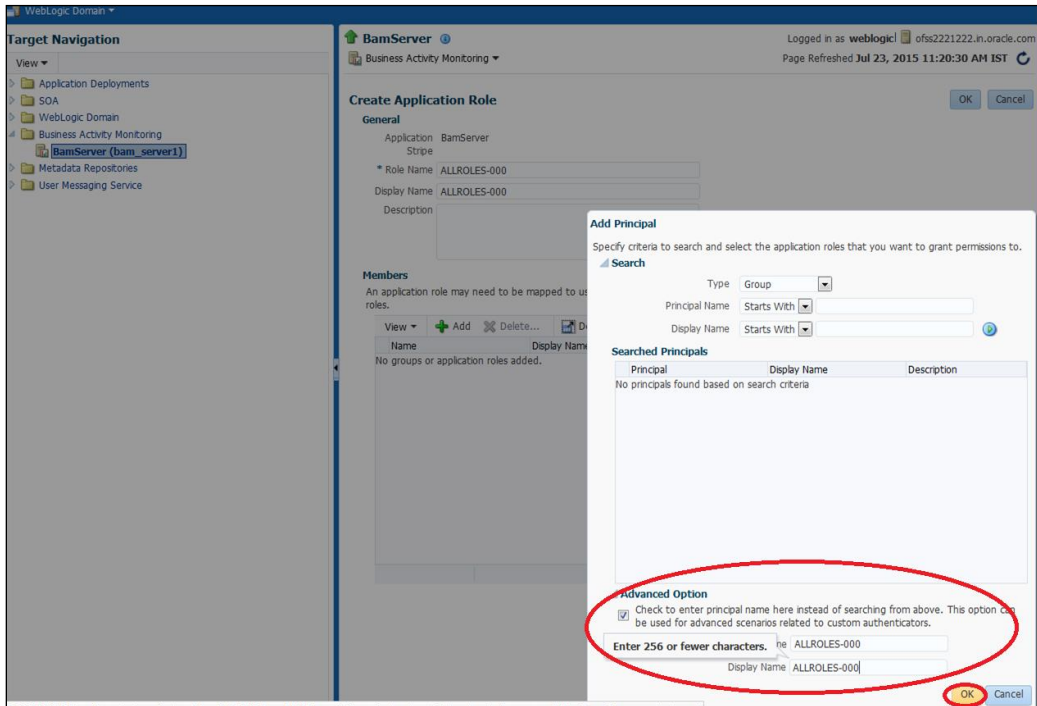 WebLogic Domain
Target Navigation
View
Application Deployments
SOA
WebLogic Domain
Business Activity Monitoring
BamServer (bam_server1)
Metadata Repositories
User Messaging Service
BamServer
Business Activity Monitoring
Logged in as weblogic
ofss2221222.in.oracle.com
Page Refreshed Jul 23, 2015 11:20:30 AM IST
Create Application Role
OK Cancel
General
Application Stripe BamServer
* Role Name ALLROLES-000
Display Name ALLROLES-000
Description
Members
An application role may need to be mapped to
roles.
View Add Delete...
Name Display Name
No groups or application roles added.
Add Principal
Specify criteria to search and select the application roles that you want to grant permissions to.
Search
Type Group
Principal Name Starts With
Display Name Starts With
Searched Principals
Principal Display Name Description
No principals found based on search criteria
Advanced Option
Check to enter principal name here instead of searching from above. This option can
be used for advanced scenarios related to custom authenticators.
Enter 256 or fewer characters. ALLROLES-000
Display Name ALLROLES-000
OK Cancel